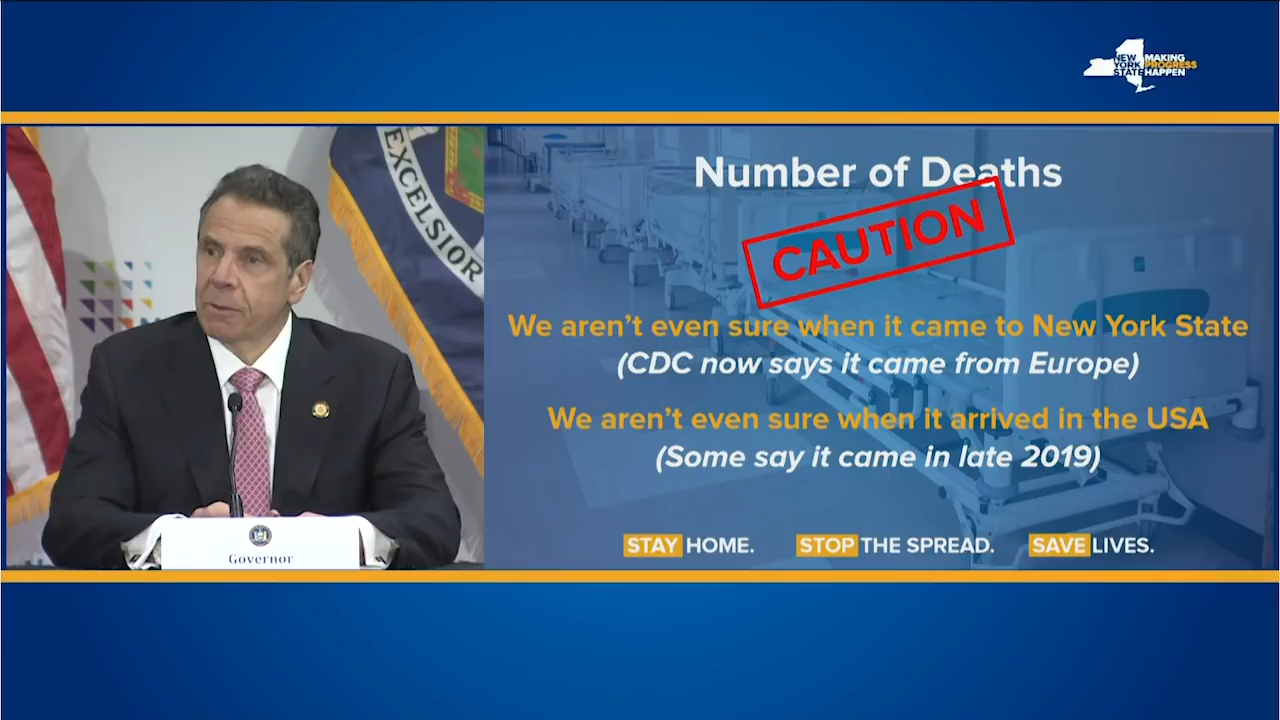 NEW YORK STATE
MAKING PROGRESS HAPPEN
EXCELSIOR
Number of Deaths
CAUTION
We aren't even sure when it came to New York State
(CDC now says it came from Europe)
We aren't even sure when it arrived in the USA
(Some say it came in late 2019)
STAY HOME. STOP THE SPREAD. SAVE LIVES.
Governor